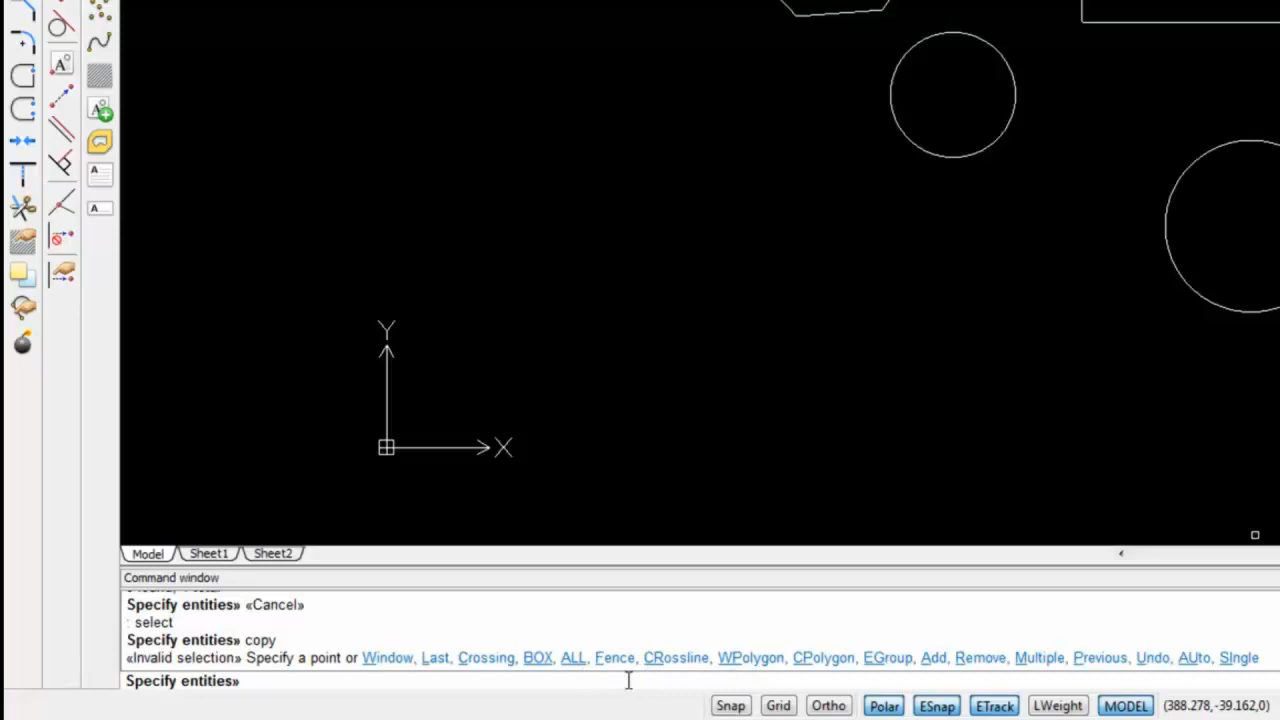 A
A
A
A
Y
X
Model Sheet1 Sheet2
Command window
Specify entities» «Cancel»
: select
Specify entities» copy
«Invalid selection» Specify a point or Window, Last, Crossing, BOX, ALL, Fence, CRossline, WPolygon, CPolygon, EGroup, Add, Remove, Multiple, Previous, Undo, AUto, SIngle
Specify entities»
Snap Grid Ortho Polar ESnap ETrack LWeight MODEL (388.278,-39.162,0)